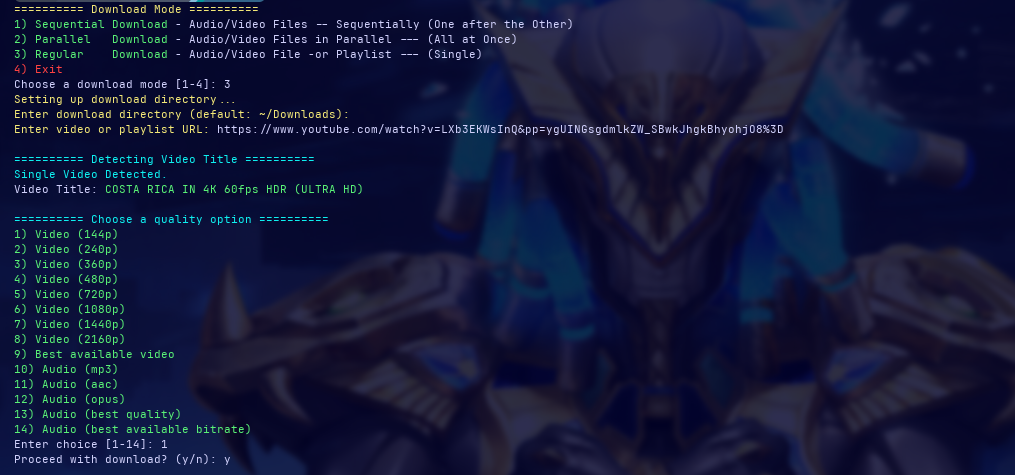 ========== Download Mode ==========
1) Sequential Download - Audio/Video Files -- Sequentially (One after the Other)
2) Parallel   Download - Audio/Video Files in Parallel --- (All at Once)
3) Regular    Download - Audio/Video File -or Playlist --- (Single)
4) Exit
Choose a download mode [1-4]: 3
Setting up download directory...
Enter download directory (default: ~/Downloads):
Enter video or playlist URL: https://www.youtube.com/watch?v=LXb3EKWsInQ&pp=ygUINGsgdmlkZW_SBwkJhgkBhyohjO8%3D

========== Detecting Video Title ==========
Single Video Detected.
Video Title: COSTA RICA IN 4K 60fps HDR (ULTRA HD)

========== Choose a quality option ==========
1) Video (144p)
2) Video (240p)
3) Video (360p)
4) Video (480p)
5) Video (720p)
6) Video (1080p)
7) Video (1440p)
8) Video (2160p)
9) Best available video
10) Audio (mp3)
11) Audio (aac)
12) Audio (opus)
13) Audio (best quality)
14) Audio (best available bitrate)
Enter choice [1-14]: 1
Proceed with download? (y/n): y